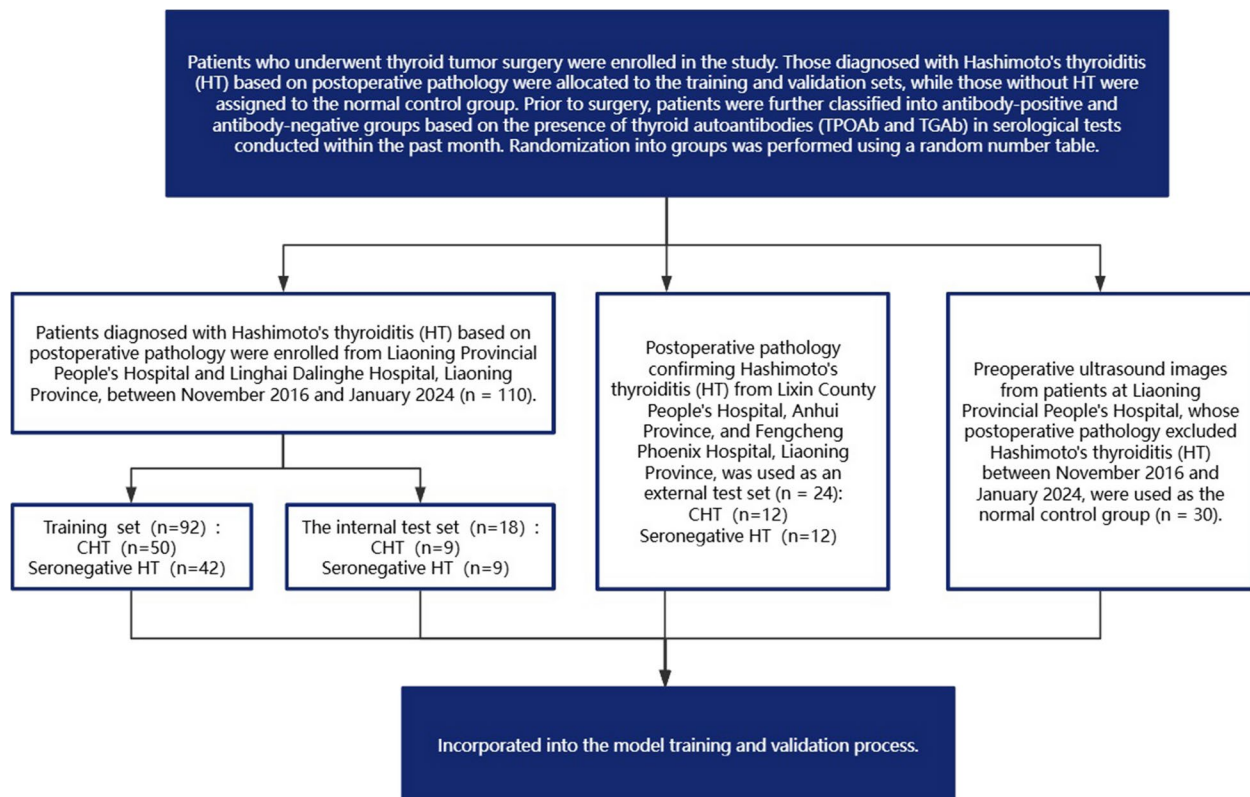 Patients who underwent thyroid tumor surgery were enrolled in the study. Those diagnosed with Hashimoto's thyroiditis
(HT) based on postoperative pathology were allocated to the training and validation sets, while those without HT were
assigned to the normal control group. Prior to surgery, patients were further classified into antibody-positive and
antibody-negative groups based on the presence of thyroid autoantibodies (TPOAb and TGAb) in serological tests
conducted within the past month. Randomization into groups was performed using a random number table.
Patients diagnosed with Hashimoto's thyroiditis (HT) based on
postoperative pathology were enrolled from Liaoning Provincial
People's Hospital and Linghai Dalinghe Hospital, Liaoning
Province, between November 2016 and January 2024 (n = 110).
Training set (n=92) :
CHT (n=50)
Seronegative HT (n=42)
The internal test set (n=18) :
CHT (n=9)
Seronegative HT (n=9)
Postoperative pathology
confirming Hashimoto's
thyroiditis (HT) from Lixin County
People's Hospital, Anhui
Province, and Fengcheng
Phoenix Hospital, Liaoning
Province, was used as an
external test set (n = 24):
CHT (n=12)
Seronegative HT (n=12)
Preoperative ultrasound images
from patients at Liaoning
Provincial People's Hospital, whose
postoperative pathology excluded
Hashimoto's thyroiditis (HT)
between November 2016 and
January 2024, were used as the
normal control group (n = 30).
Incorporated into the model training and validation process.